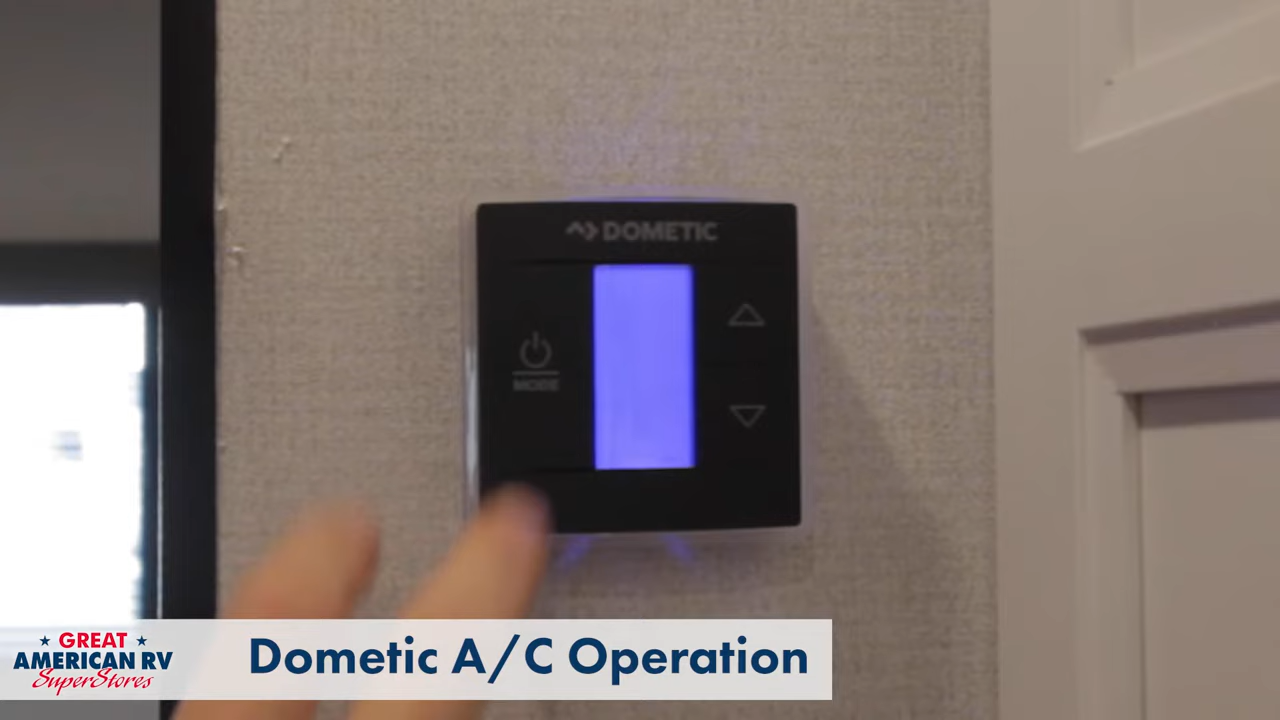 DOMETIC
MODE
GREAT
AMERICAN RV
SuperStores
Dometic A/C Operation